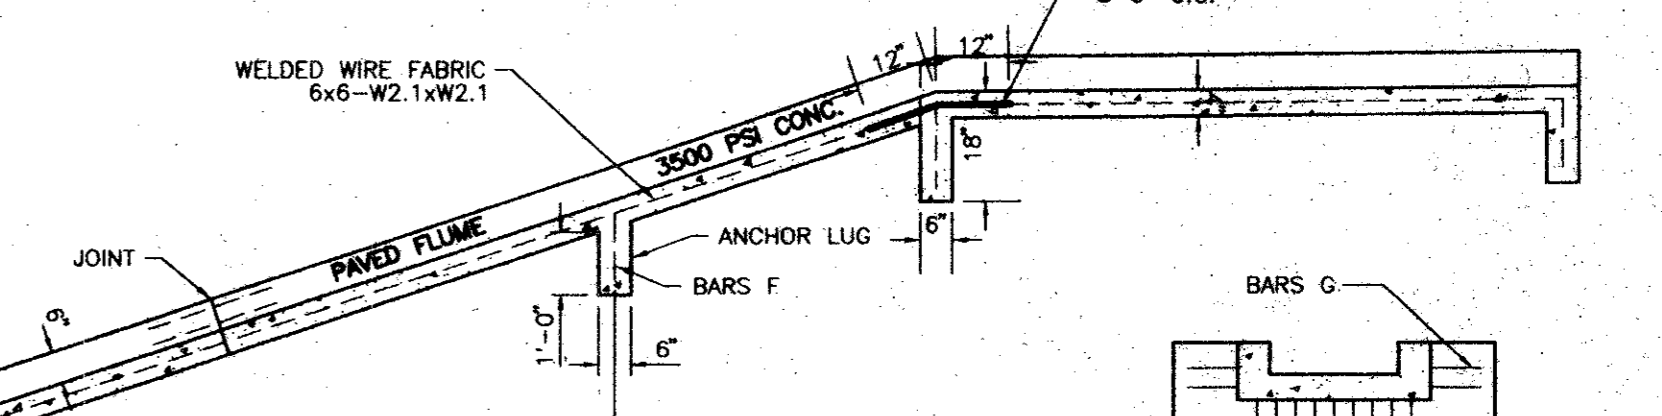 12"
12"
WELDED WIRE FABRIC
6x6-W2.1xW2.1
3500 PSI CONC.
18"
PAVED FLUME
6"
ANCHOR LUG
JOINT
BARS F
BARS G
1'-0"
6"